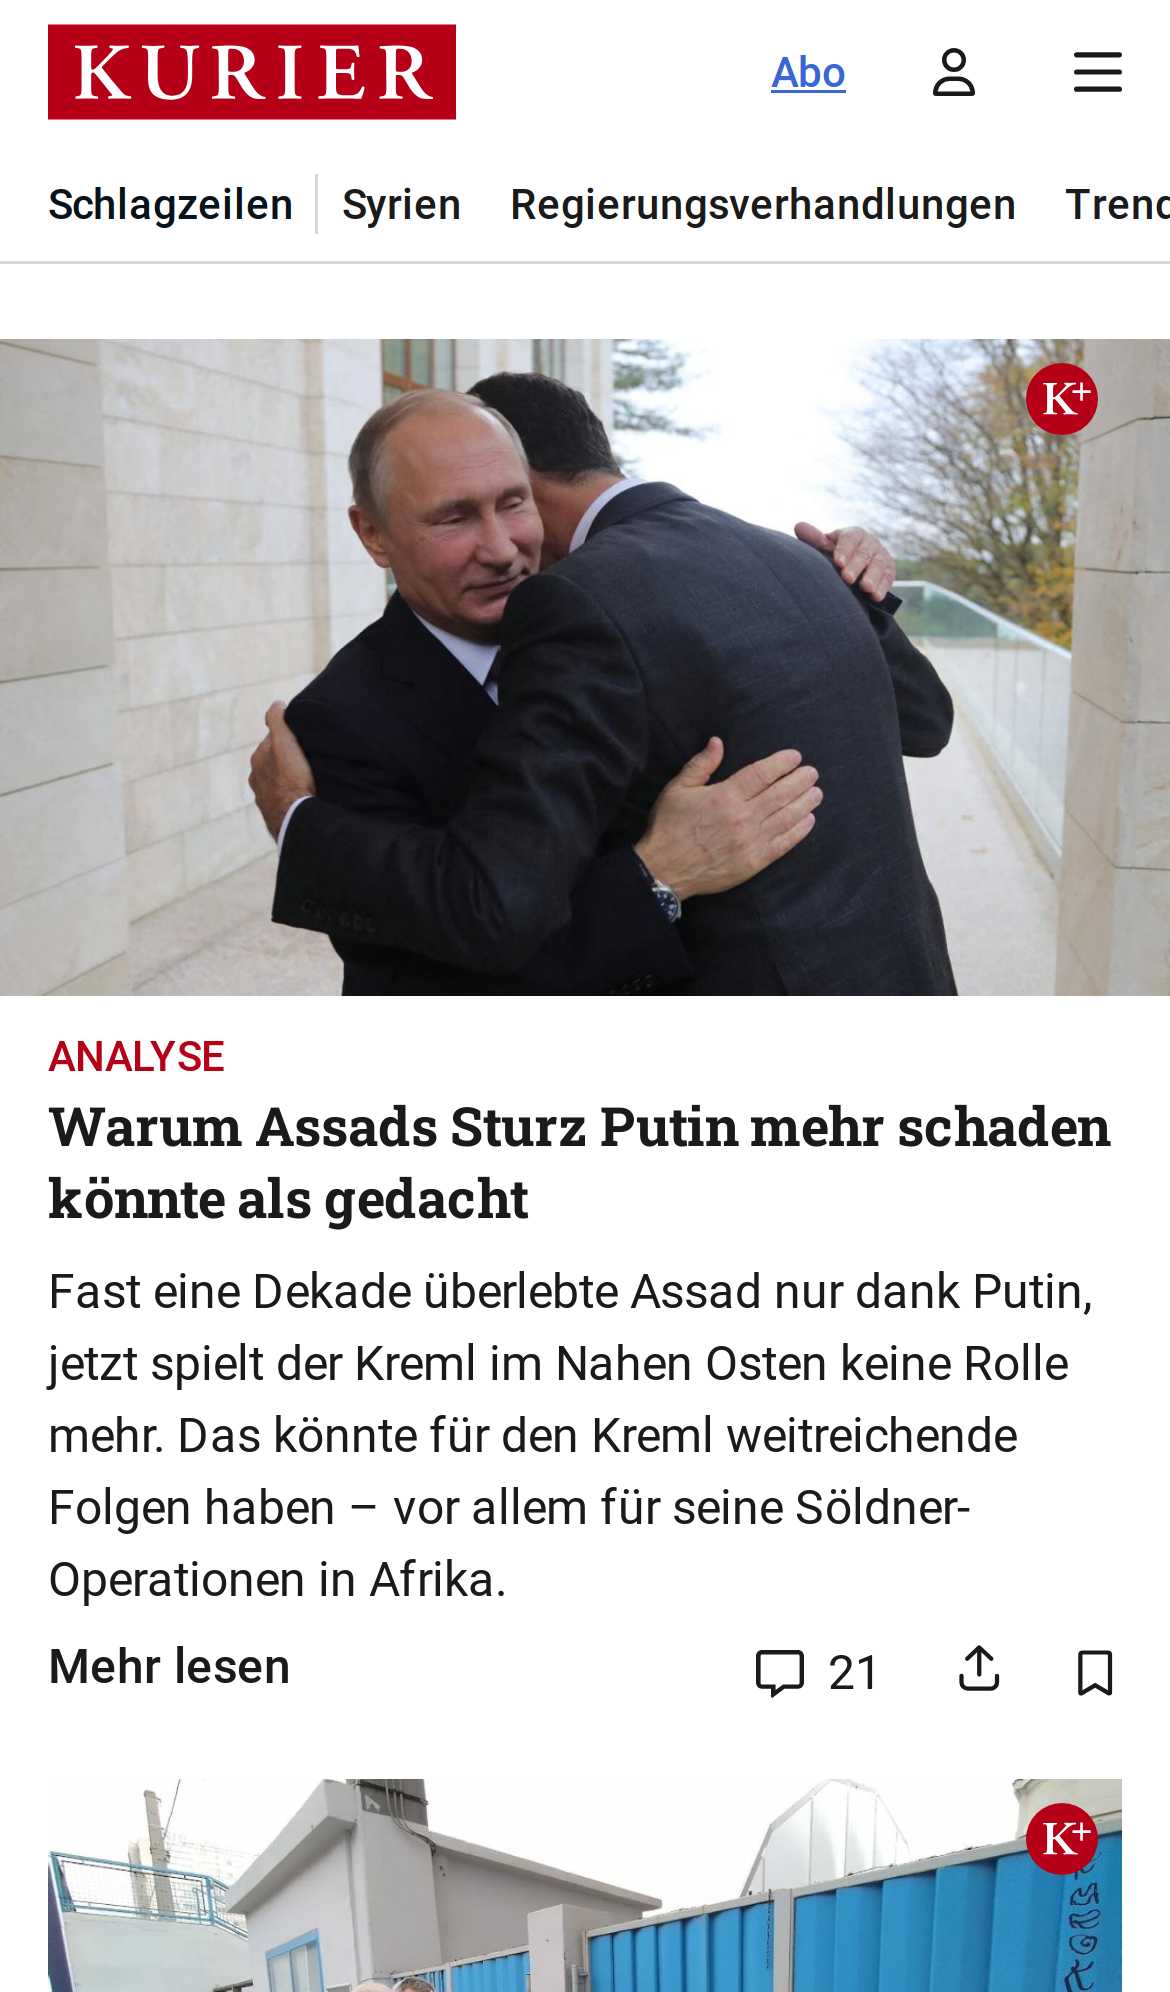 KURIER
Abo
Schlagzeilen
Syrien
Regierungsverhandlungen
Trend
K+
ANALYSE
Warum Assads Sturz Putin mehr schaden
könnte als gedacht
Fast eine Dekade überlebte Assad nur dank Putin,
jetzt spielt der Kreml im Nahen Osten keine Rolle
mehr. Das könnte für den Kreml weitreichende
Folgen haben – vor allem für seine Söldner-
Operationen in Afrika.
Mehr lesen
21
K+